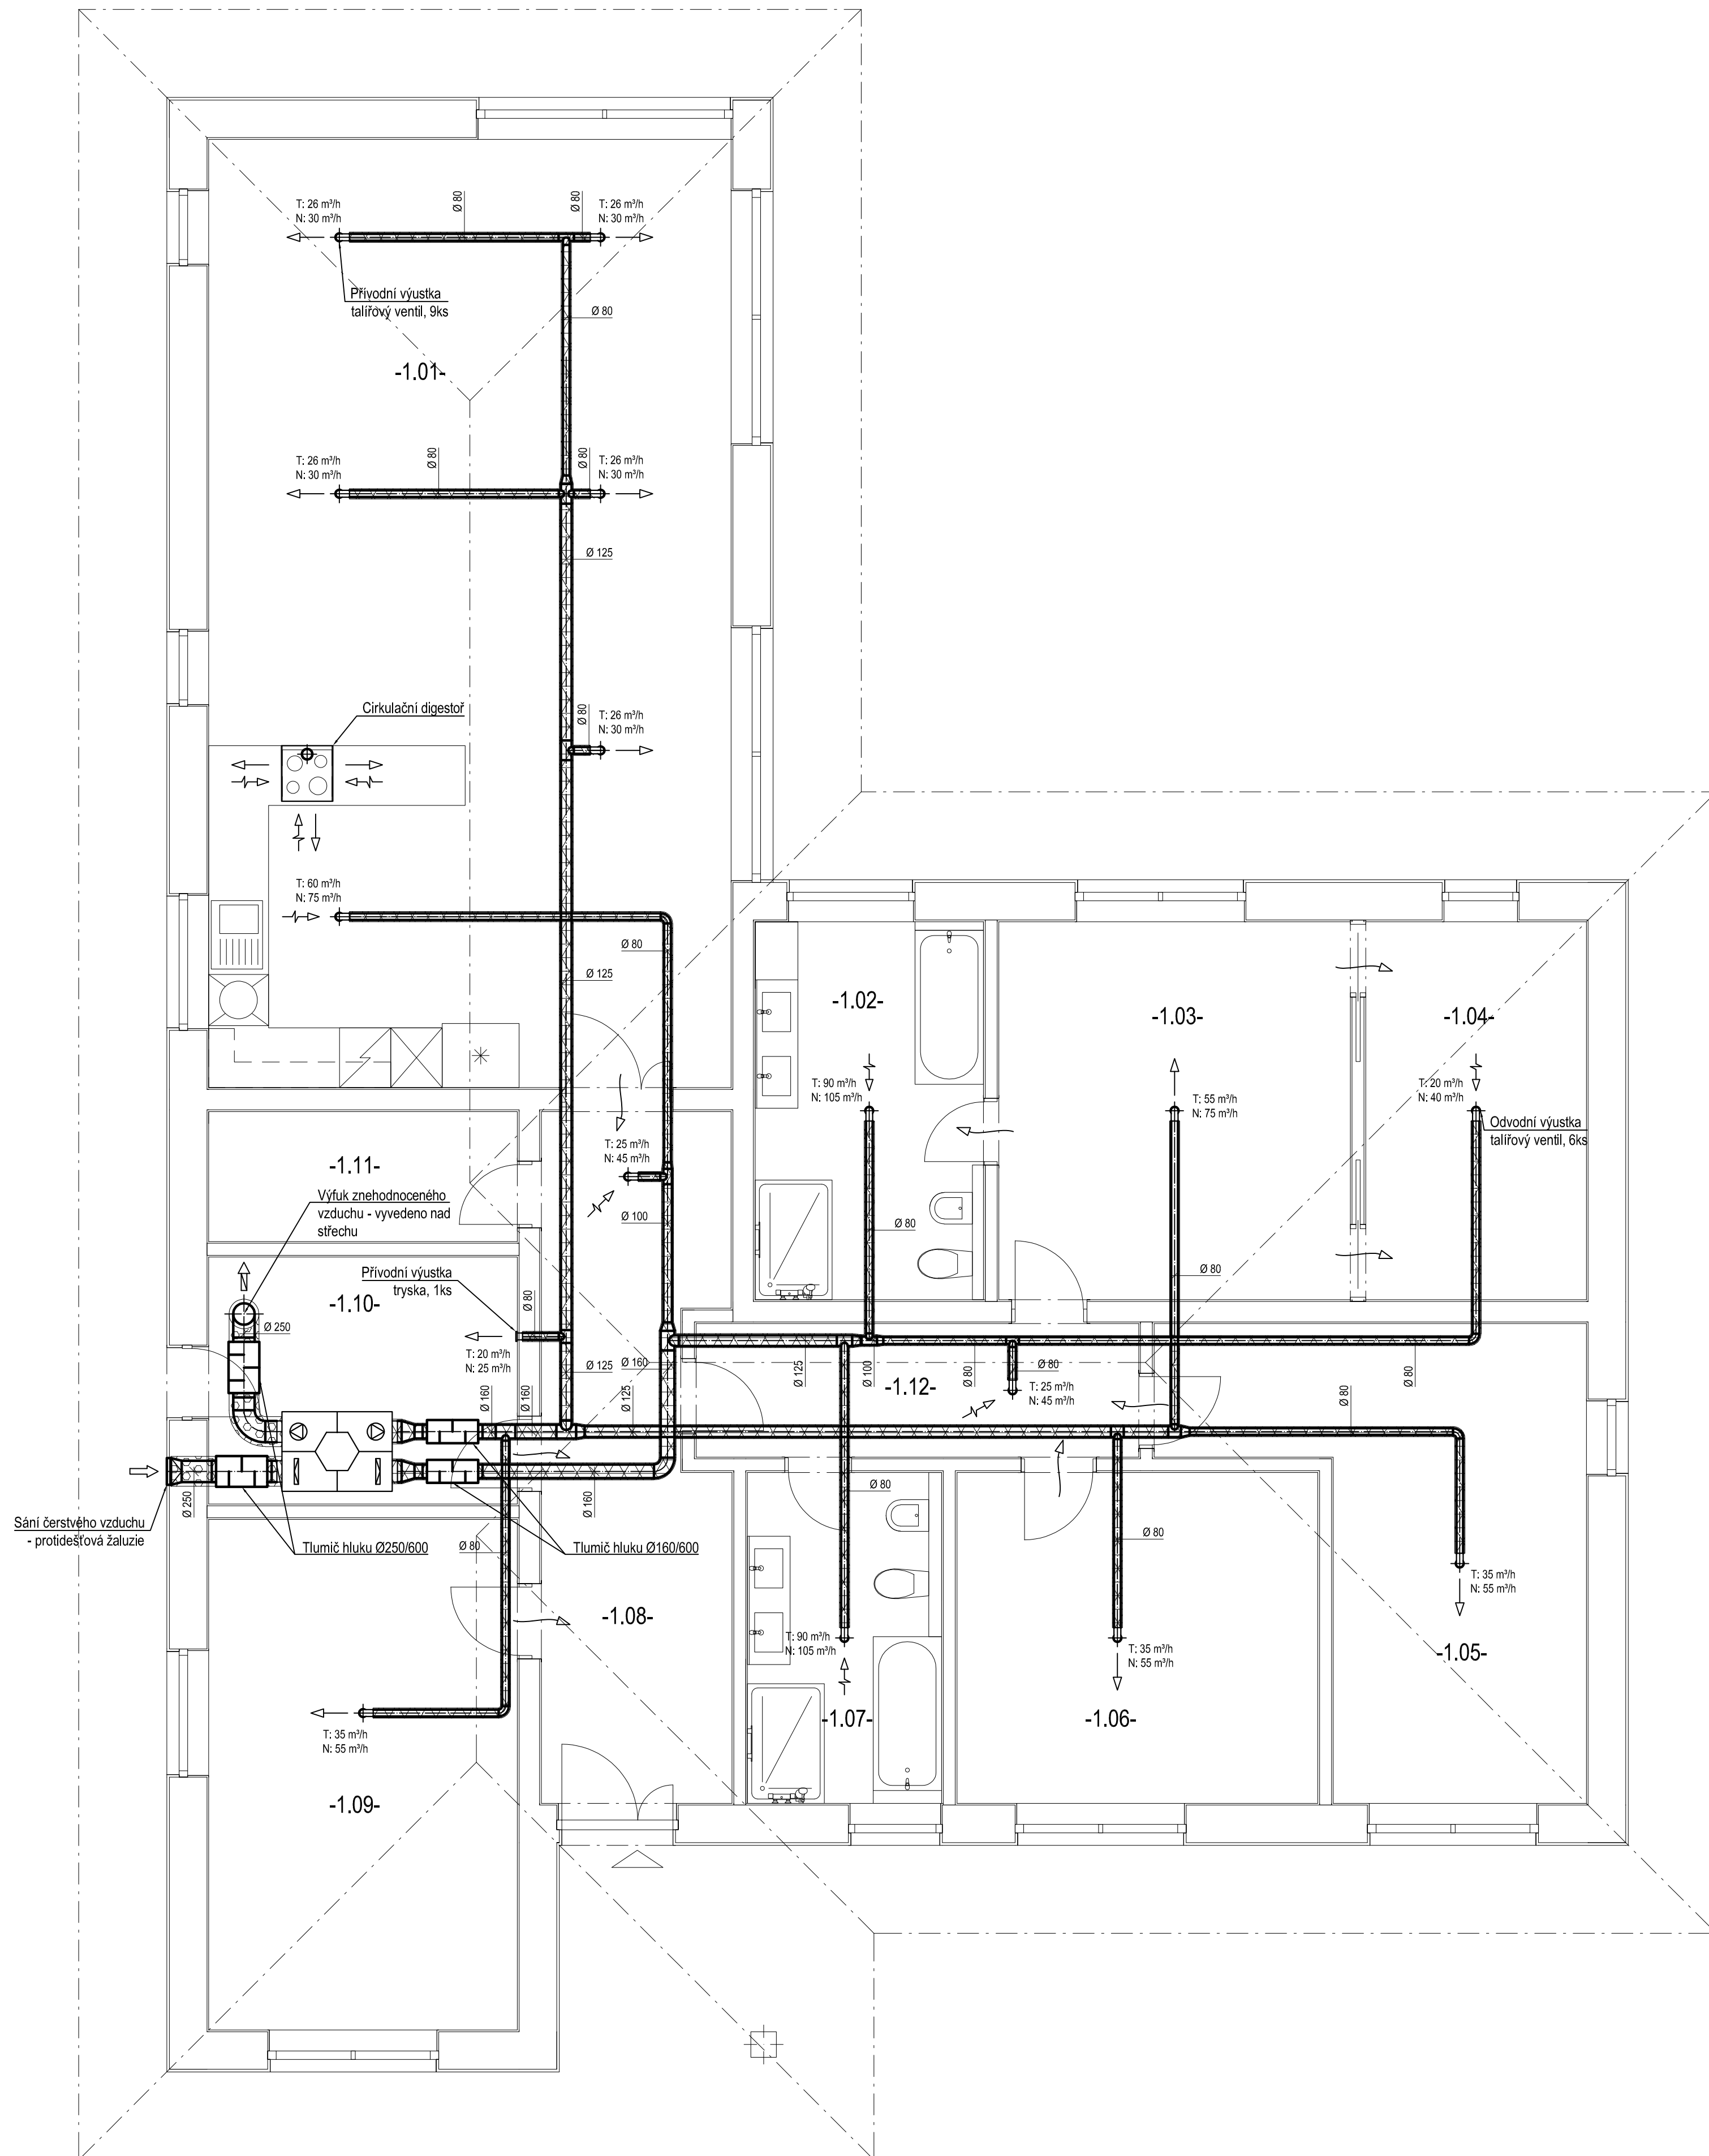 T: 26 m³/h
N: 30 m³/h
Ø 80
Ø 80
T: 26 m³/h
N: 30 m³/h
Přívodní výustka
talířový ventil, 9ks
Ø 80
-1.01-
T: 26 m³/h
N: 30 m³/h
Ø 80
Ø 80
T: 26 m³/h
N: 30 m³/h
Ø 125
Cirkulační digestoř
Ø 80
T: 26 m³/h
N: 30 m³/h
T: 60 m³/h
N: 75 m³/h
Ø 80
Ø 125
-1.02-
-1.03-
-1.04-
T: 90 m³/h
N: 105 m³/h
T: 55 m³/h
N: 75 m³/h
T: 20 m³/h
N: 40 m³/h
Odvodní výustka
talířový ventil, 6ks
T: 25 m³/h
N: 45 m³/h
-1.11-
Výfuk znehodnoceného
vzduchu - vyvedeno nad
střechu
Ø 100
Ø 80
Přívodní výustka
tryska, 1ks
Ø 80
-1.10-
Ø 80
Ø 250
T: 20 m³/h
N: 25 m³/h
Ø 125
Ø 160
Ø 125
Ø 100
Ø 80
Ø 80
Ø 80
-1.12-
T: 25 m³/h
N: 45 m³/h
Ø 160
Ø 160
Ø 125
Ø 80
Ø 250
Ø 160
Ø 80
Sání čerstvého vzduchu
- protidešťová žaluzie
Tlumič hluku Ø250/600
Ø 80
Tlumič hluku Ø160/600
Ø 80
T: 35 m³/h
N: 55 m³/h
-1.08-
T: 90 m³/h
N: 105 m³/h
T: 35 m³/h
N: 55 m³/h
-1.05-
-1.07-
-1.06-
T: 35 m³/h
N: 55 m³/h
-1.09-